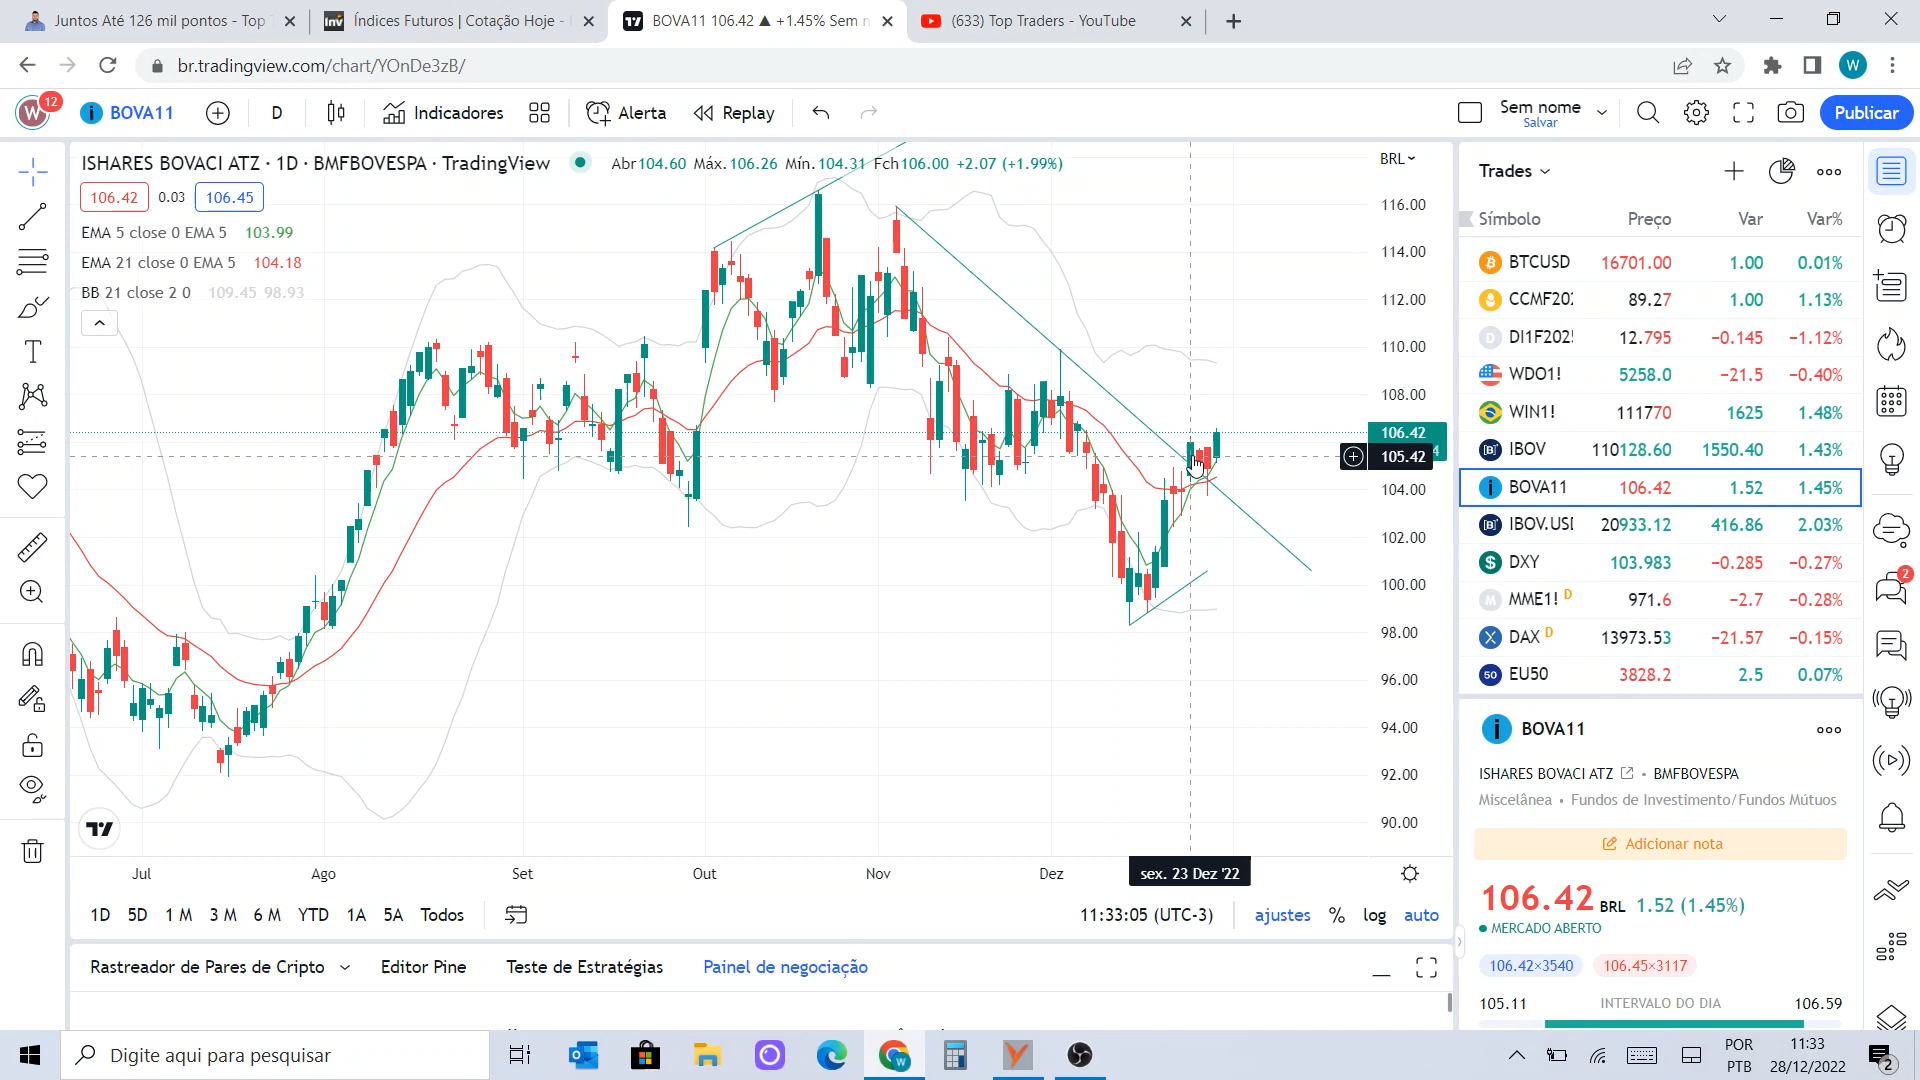 Juntos Até 126 mil pontos - Top
Índices Futuros | Cotação Hoje -
BOVA11 106.42 ▲ +1.45% Sem n
(633) Top Traders - YouTube
br.tradingview.com/chart/YOnDe3zB/
W
W 12
BOVA11
D
Indicadores
Alerta
Replay
Sem nome
Salvar
Publicar
ISHARES BOVACI ATZ · 1D · BMFBOVESPA · TradingView
Abr104.60 Máx.106.26 Mín.104.31 Fch106.00 +2.07 (+1.99%)
BRL
106.42 0.03 106.45
EMA 5 close 0 EMA 5 103.99
EMA 21 close 0 EMA 5 104.18
BB 21 close 2 0 109.45 98.93
116.00
114.00
112.00
110.00
108.00
106.42
105.42
104.00
102.00
100.00
98.00
96.00
94.00
92.00
90.00
Jul Ago Set Out Nov Dez
sex. 23 Dez '22
1D 5D 1 M 3 M 6 M YTD 1A 5A Todos
11:33:05 (UTC-3) ajustes % log auto
Rastreador de Pares de Cripto
Editor Pine
Teste de Estratégias
Painel de negociação
Trades
Símbolo Preço Var Var%
BTCUSD 16701.00 1.00 0.01%
CCMF202 89.27 1.00 1.13%
DI1F202 12.795 −0.145 −1.12%
WDO1! 5258.0 −21.5 −0.40%
WIN1! 111770 1625 1.48%
IBOV 110128.60 1550.40 1.43%
BOVA11 106.42 1.52 1.45%
IBOV.USD 20933.12 416.86 2.03%
DXY 103.983 −0.285 −0.27%
MME1! D 971.6 −2.7 −0.28%
DAX D 13973.53 −21.57 −0.15%
50 EU50 3828.2 2.5 0.07%
BOVA11
ISHARES BOVACI ATZ • BMFBOVESPA
Miscelânea • Fundos de Investimento/Fundos Mútuos
Adicionar nota
106.42 BRL 1.52 (1.45%)
MERCADO ABERTO
106.42×3540 106.45×3117
105.11 INTERVALO DO DIA 106.59
2
Digite aqui para pesquisar
POR
PTB
11:33
28/12/2022
2